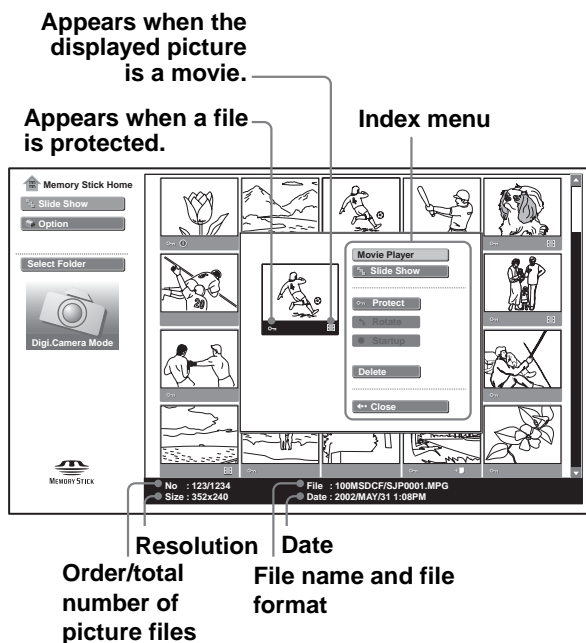 Appears when the
displayed picture
is a movie.
Appears when a file
is protected.
Index menu
Memory Stick Home
Slide Show
Option
Select Folder
Digi.Camera Mode
MEMORY STICK
20
Movie Player
Slide Show
Protect
Rotate
Startup
Delete
Close
No : 123/1234
Size : 352x240
File : 100MSDCF/SJP0001.MPG
Date : 2002/MAY/31 1:08PM
Resolution
Date
Order/total
number of
picture files
File name and file
format